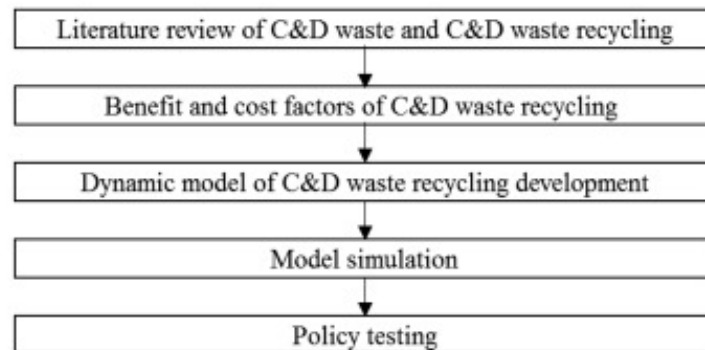 Literature review of C&D waste and C&D waste recycling
Benefit and cost factors of C&D waste recycling
Dynamic model of C&D waste recycling development
Model simulation
Policy testing